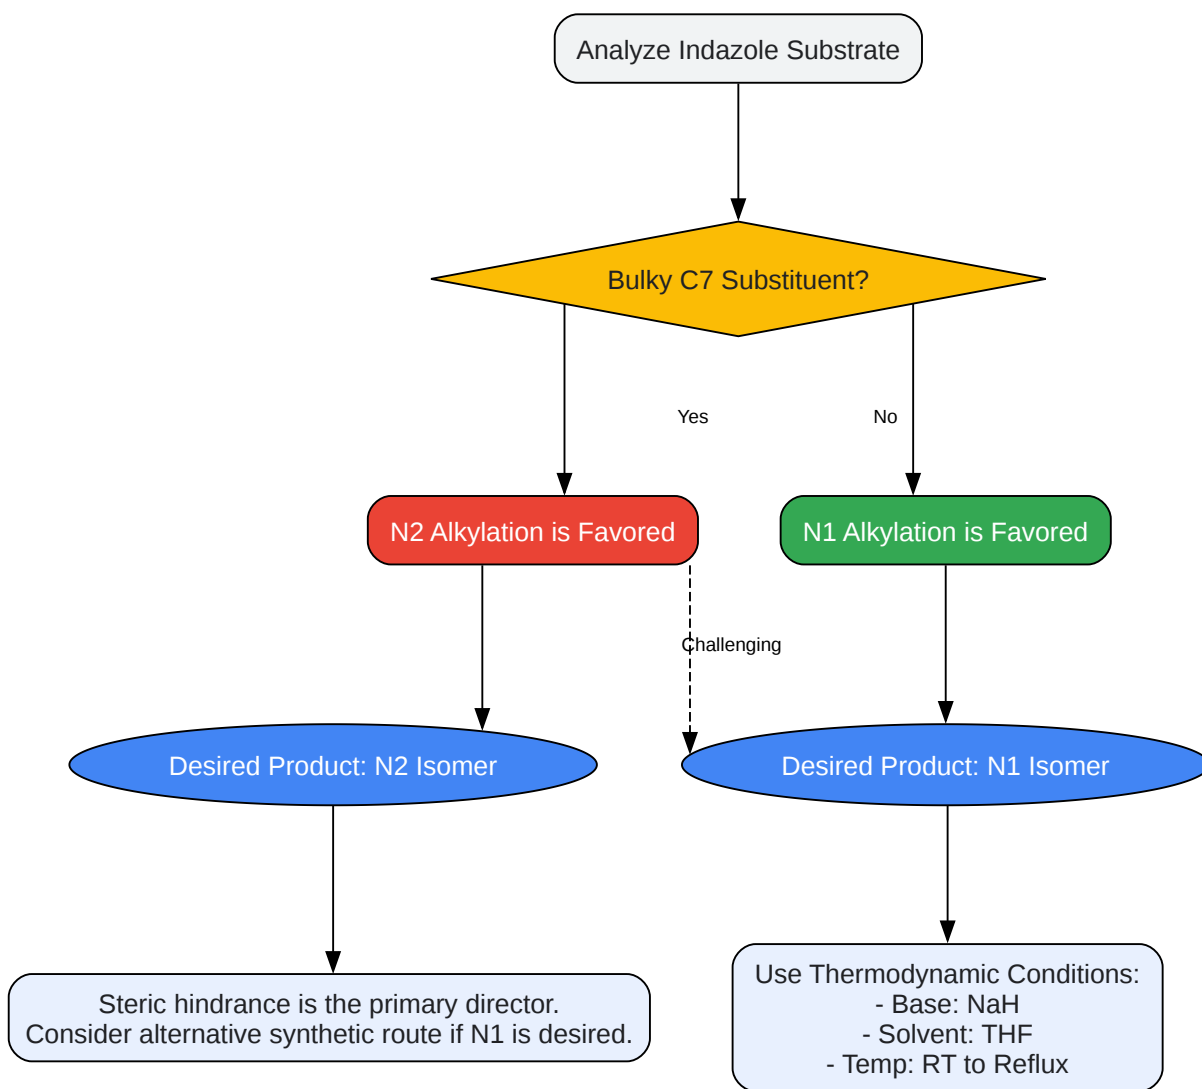 Analyze Indazole Substrate
Bulky C7 Substituent?
Yes
No
N2 Alkylation is Favored
N1 Alkylation is Favored
Challenging
Desired Product: N2 Isomer
Desired Product: N1 Isomer
Steric hindrance is the primary director.
Consider alternative synthetic route if N1 is desired.
Use Thermodynamic Conditions:
- Base: NaH
- Solvent: THF
- Temp: RT to Reflux